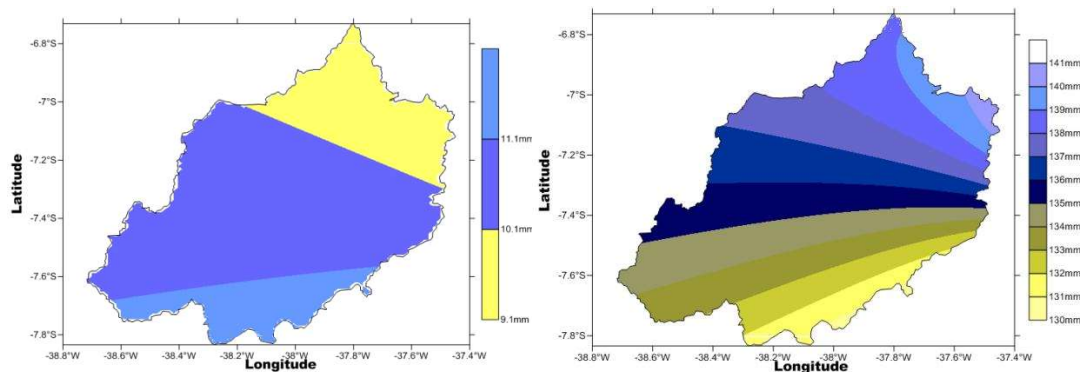 -6.8°S
-7°S
-7.2°S
-7.4°S
-7.6°S
-7.8°S
Latitude
-38.8°W -38.6°W -38.4°W -38.2°W -38°W -37.8°W -37.6°W -37.4°W
Longitude
11.1mm
10.1mm
9.1mm
-6.8°S
-7°S
-7.2°S
-7.4°S
-7.6°S
-7.8°S
Latitude
-38.8°W -38.6°W -38.4°W -38.2°W -38°W -37.8°W -37.6°W -37.4°W
Longitude
141mm
140mm
139mm
138mm
137mm
136mm
135mm
134mm
133mm
132mm
131mm
130mm